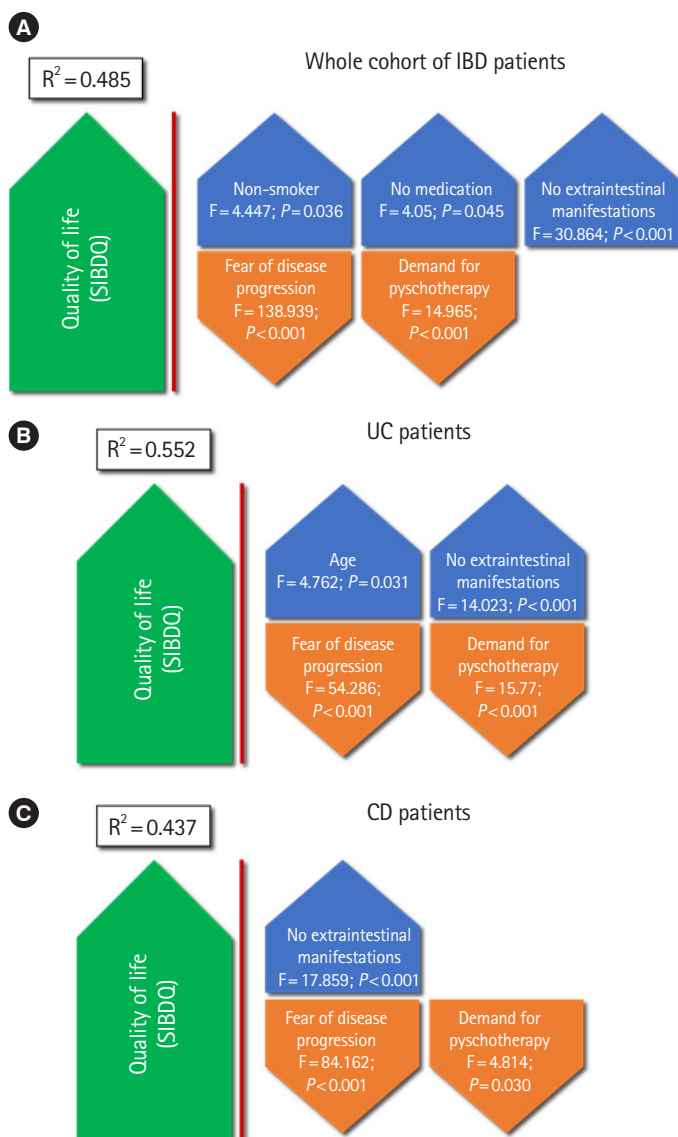 A
R² = 0.485
Whole cohort of IBD patients
Quality of life
(SIBDQ)
Non-smoker
F = 4.447; P = 0.036
No medication
F = 4.05; P = 0.045
No extraintestinal
manifestations
F = 30.864; P < 0.001
Fear of disease
progression
F = 138.939;
P < 0.001
Demand for
pyschotherapy
F = 14.965;
P < 0.001
B
R² = 0.552
UC patients
Quality of life
(SIBDQ)
Age
F = 4.762; P = 0.031
No extraintestinal
manifestations
F = 14.023; P < 0.001
Fear of disease
progression
F = 54.286;
P < 0.001
Demand for
pyschotherapy
F = 15.77;
P < 0.001
C
R² = 0.437
CD patients
Quality of life
(SIBDQ)
No extraintestinal
manifestations
F = 17.859; P < 0.001
Fear of disease
progression
F = 84.162;
P < 0.001
Demand for
pyschotherapy
F = 4.814;
P = 0.030